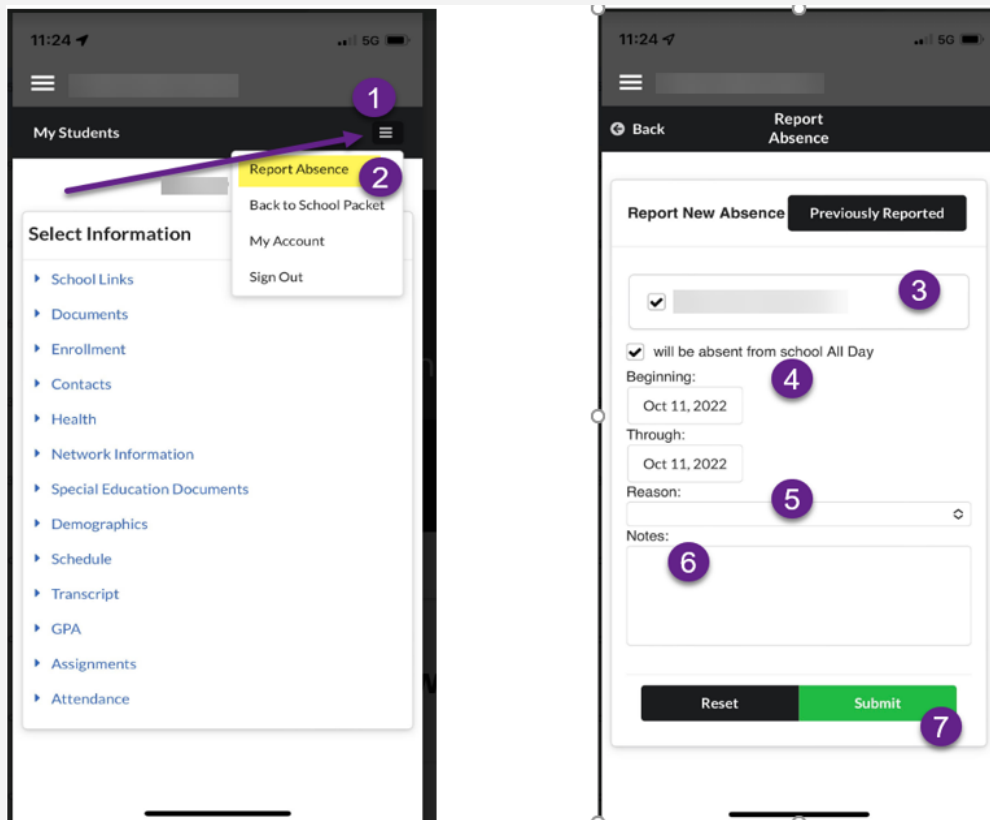 11:24
5G
1
My Students
Report Absence
2
Back to School Packet
My Account
Sign Out
Select Information
School Links
Documents
Enrollment
Contacts
Health
Network Information
Special Education Documents
Demographics
Schedule
Transcript
GPA
Assignments
Attendance
11:24
5G
Back
Report
Absence
Report New Absence
Previously Reported
3
will be absent from school All Day
Beginning:
4
Oct 11, 2022
Through:
Oct 11, 2022
Reason:
5
Notes:
6
Reset
Submit
7